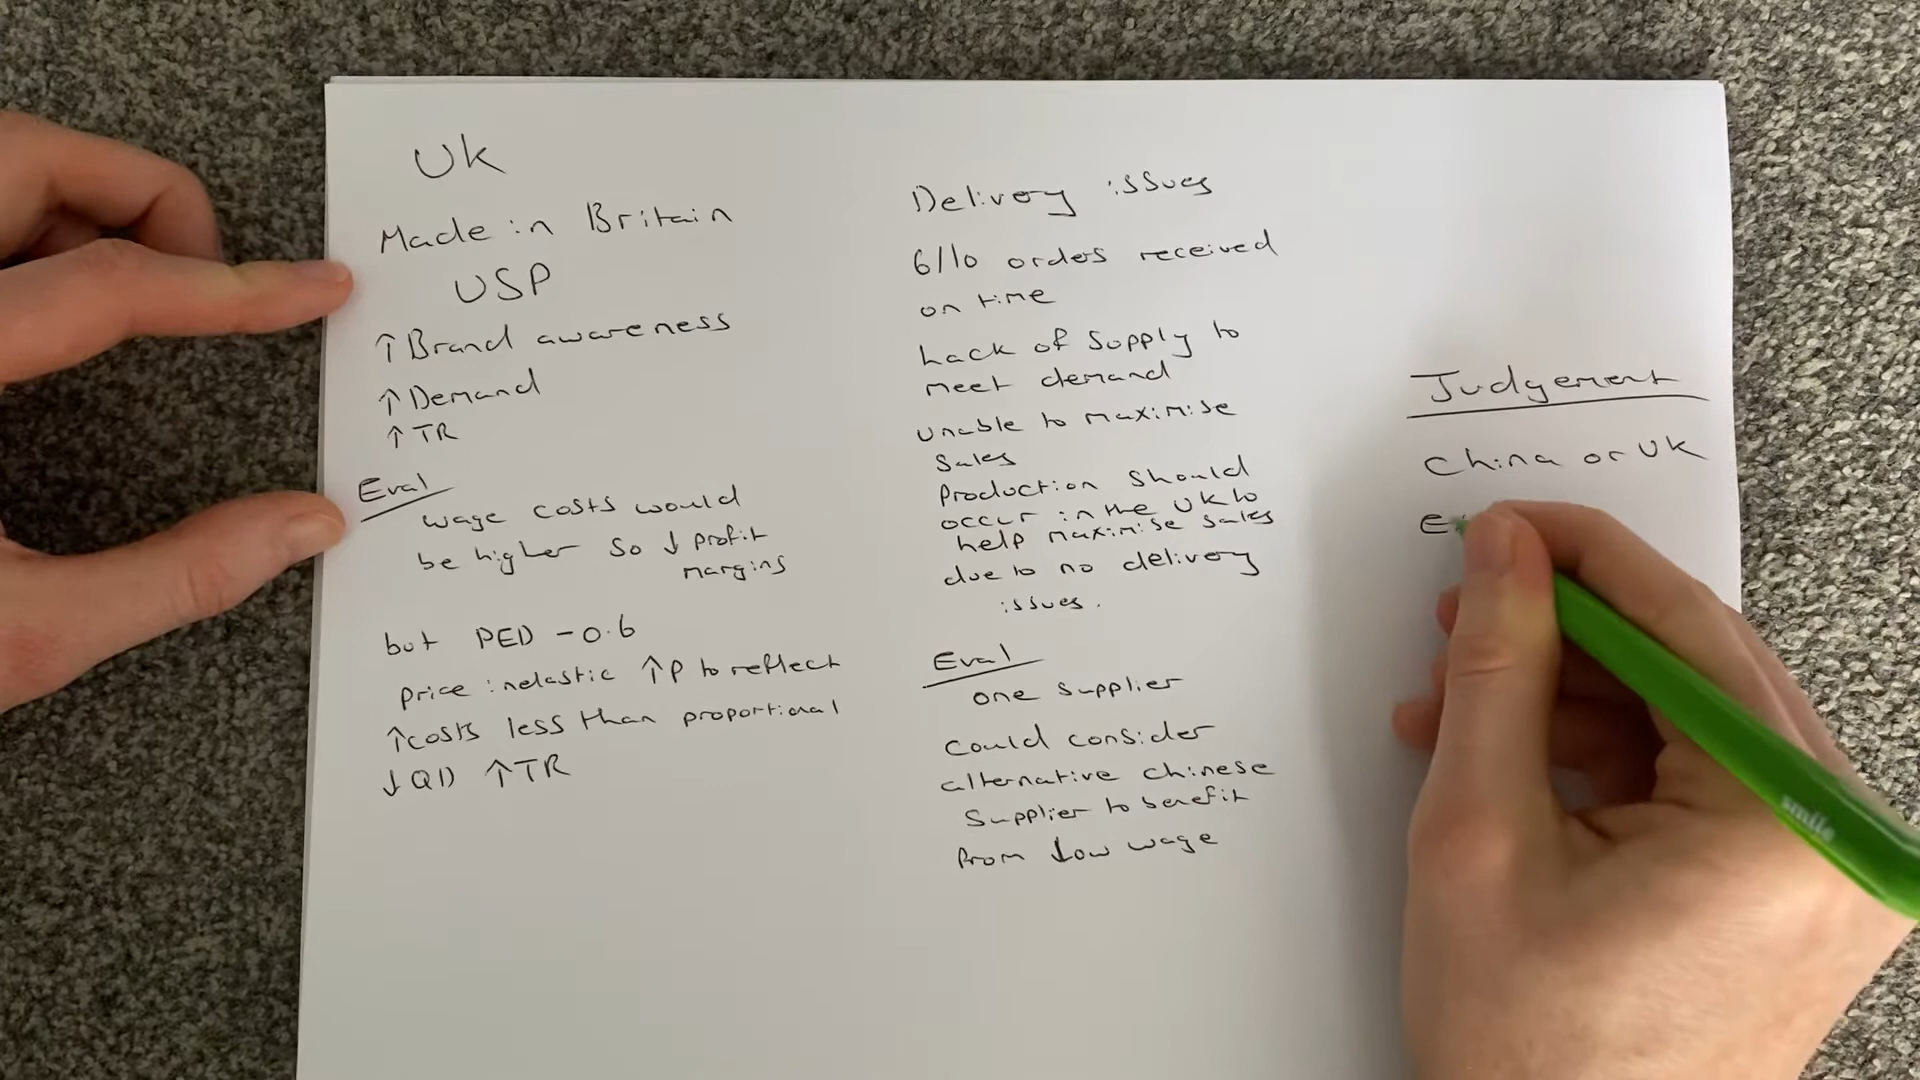 UK
Made in Britain
USP
↑ Brand awareness
↑ Demand
↑ TR
Eval
wage costs would
be higher so ↓ profit
margins
but PED -0.6
price inelastic ↑P to reflect
↑costs less than proportional
↓ QD ↑TR
Delivery issues
6/10 orders received
on time
Lack of supply to
meet demand
unable to maximise
sales
production should
occur in the UK to
help maximise sales
due to no delivery
issues.
Eval
one supplier
could consider
alternative chinese
supplier to benefit
from low wage
Judgement
China or UK
smile